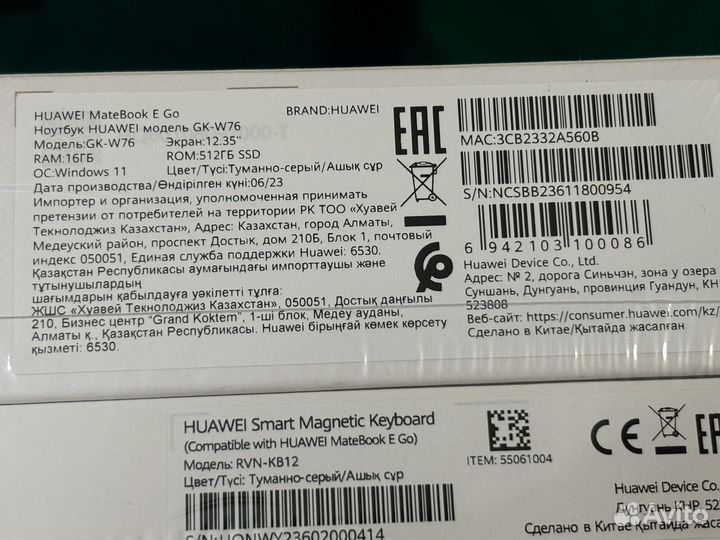 HUAWEI MateBook E Go
BRAND:HUAWEI
Ноутбук HUAWEI модель GK-W76
Модель:GK-W76 Экран:12.35"
RAM:16ГБ ROM:512ГБ SSD
ОС:Windows 11 Цвет/Түсі:Туманно-серый/Ашық сұр
Дата производства/Өндірілген күні:06/23
Импортер и организация, уполномоченная принимать
претензии от потребителей на территории РК ТОО «Хуавей
Текнолоджиз Казахстан», Адрес: Казахстан, город Алматы,
Медеуский район, проспект Достык, дом 210Б, Блок 1, почтовый
индекс 050051, Единая служба поддержки Huawei: 6530.
Қазақстан Республикасы аумағындағы импорттаушы және
тұтынушылардың
шағымдарын қабылдауға уәкілетті тұлға:
ЖШС «Хуавей Текнолоджиз Казахстан», 050051, Достық даңғылы
210, Бизнес центр "Grand Koktem", 1-ші блок, Медеу ауданы,
Алматы қ., Қазақстан Республикасы. Huawei бірыңғай көмек көрсету
қызметі: 6530.
EAC
MAC:3CB2332A560B
S/N:NCSBB23611800954
6 942103 100086
Huawei Device Co., Ltd.
Адрес: № 2, дорога Синьчэн, зона у озера
Суншань, Дунгуань, провинция Гуандун, КН
523808
Веб-сайт: https://consumer.huawei.com/kz/
Сделано в Китае/Қытайда жасалған
HUAWEI Smart Magnetic Keyboard
(Compatible with HUAWEI MateBook E Go)
Модель: RVN-KB12
Цвет/Түсі: Туманно-серый/Ашық сұр
S/N:UQNWY23602000414
ITEM: 55061004
CE EA
Huawei Device Co.
Дунгуань КНР, 52
Сделано в Китае Қытайда жаса
Avito